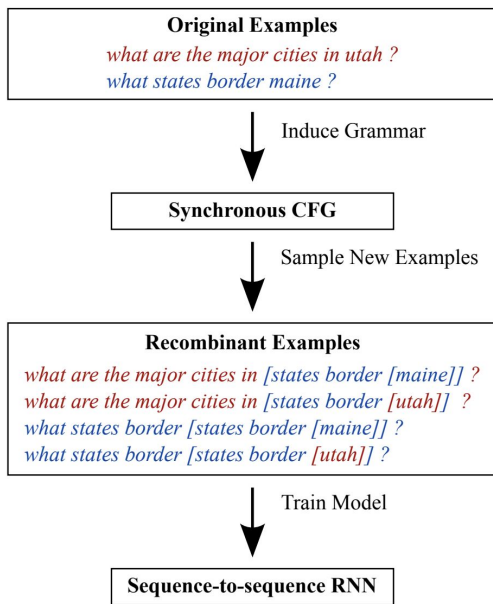 Original Examples
what are the major cities in utah ?
what states border maine ?
Induce Grammar
Synchronous CFG
Sample New Examples
Recombinant Examples
what are the major cities in [states border [maine]] ?
what are the major cities in [states border [utah]] ?
what states border [states border [maine]] ?
what states border [states border [utah]] ?
Train Model
Sequence-to-sequence RNN